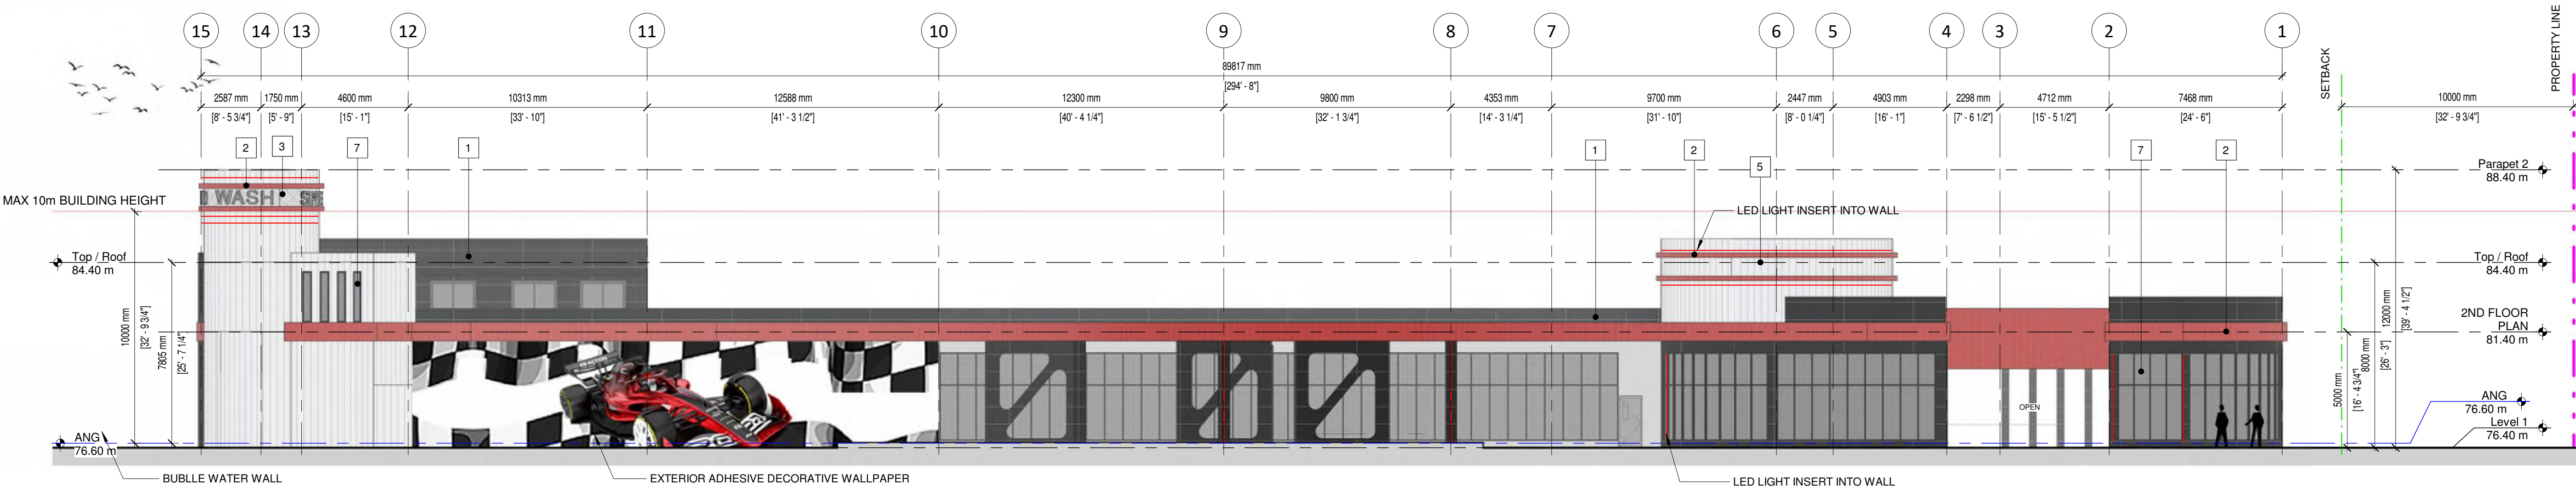 15 14 13 12 11 10 9 8 7 6 5 4 3 2 1
SETBACK
PROPERTY LINE
89817 mm
[294' - 8"]
2587 mm 1750 mm 4600 mm 10313 mm 12588 mm 12300 mm 9800 mm 4353 mm 9700 mm 2447 mm 4903 mm 2298 mm 4712 mm 7468 mm 10000 mm
[8' - 5 3/4"] [5' - 9"] [15' - 1"] [33' - 10"] [41' - 3 1/2"] [40' - 4 1/4"] [32' - 1 3/4"] [14' - 3 1/4"] [31' - 10"] [8' - 0 1/4"] [16' - 1"] [7' - 6 1/2"] [15' - 5 1/2"] [24' - 6"] [32' - 9 3/4"]
2 3 7 1 1 2 5 7 2
Parapet 2
88.40 m
WASH
MAX 10m BUILDING HEIGHT
LED LIGHT INSERT INTO WALL
Top / Roof
84.40 m
Top / Roof
84.40 m
10000 mm
[32' - 9 3/4"]
7805 mm
[25' - 7 1/4"]
12000 mm
[39' - 4 1/2"]
8000 mm
[26' - 3"]
5000 mm
[16' - 4 3/4"]
2ND FLOOR
PLAN
81.40 m
OPEN
ANG
76.60 m
Level 1
76.40 m
ANG
76.60 m
BUBLLE WATER WALL
EXTERIOR ADHESIVE DECORATIVE WALLPAPER
LED LIGHT INSERT INTO WALL